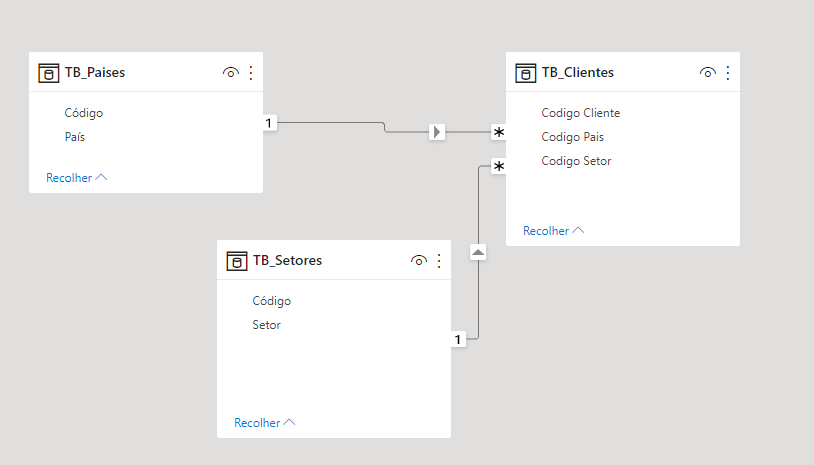 TB_Paises
Código
País
Recolher
1
*
*
TB_Clientes
Codigo Cliente
Codigo Pais
Codigo Setor
Recolher
TB_Setores
Código
Setor
Recolher
1